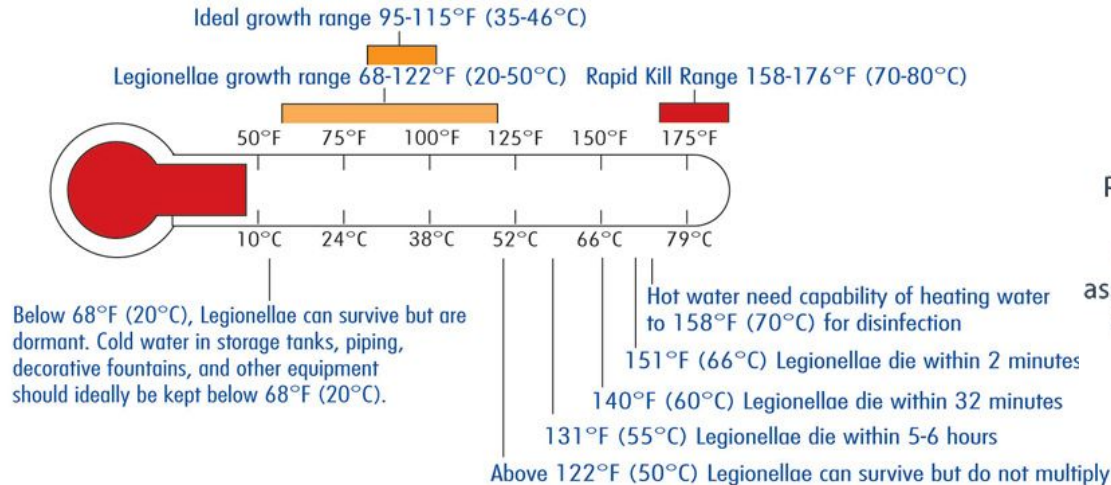 Ideal growth range 95-115°F (35-46°C)
Legionellae growth range 68-122°F (20-50°C)
Rapid Kill Range 158-176°F (70-80°C)
50°F 75°F 100°F 125°F 150°F 175°F
10°C 24°C 38°C 52°C 66°C 79°C
Below 68°F (20°C), Legionellae can survive but are
dormant. Cold water in storage tanks, piping,
decorative fountains, and other equipment
should ideally be kept below 68°F (20°C).
Hot water need capability of heating water
to 158°F (70°C) for disinfection
151°F (66°C) Legionellae die within 2 minutes
140°F (60°C) Legionellae die within 32 minutes
131°F (55°C) Legionellae die within 5-6 hours
Above 122°F (50°C) Legionellae can survive but do not multiply
as